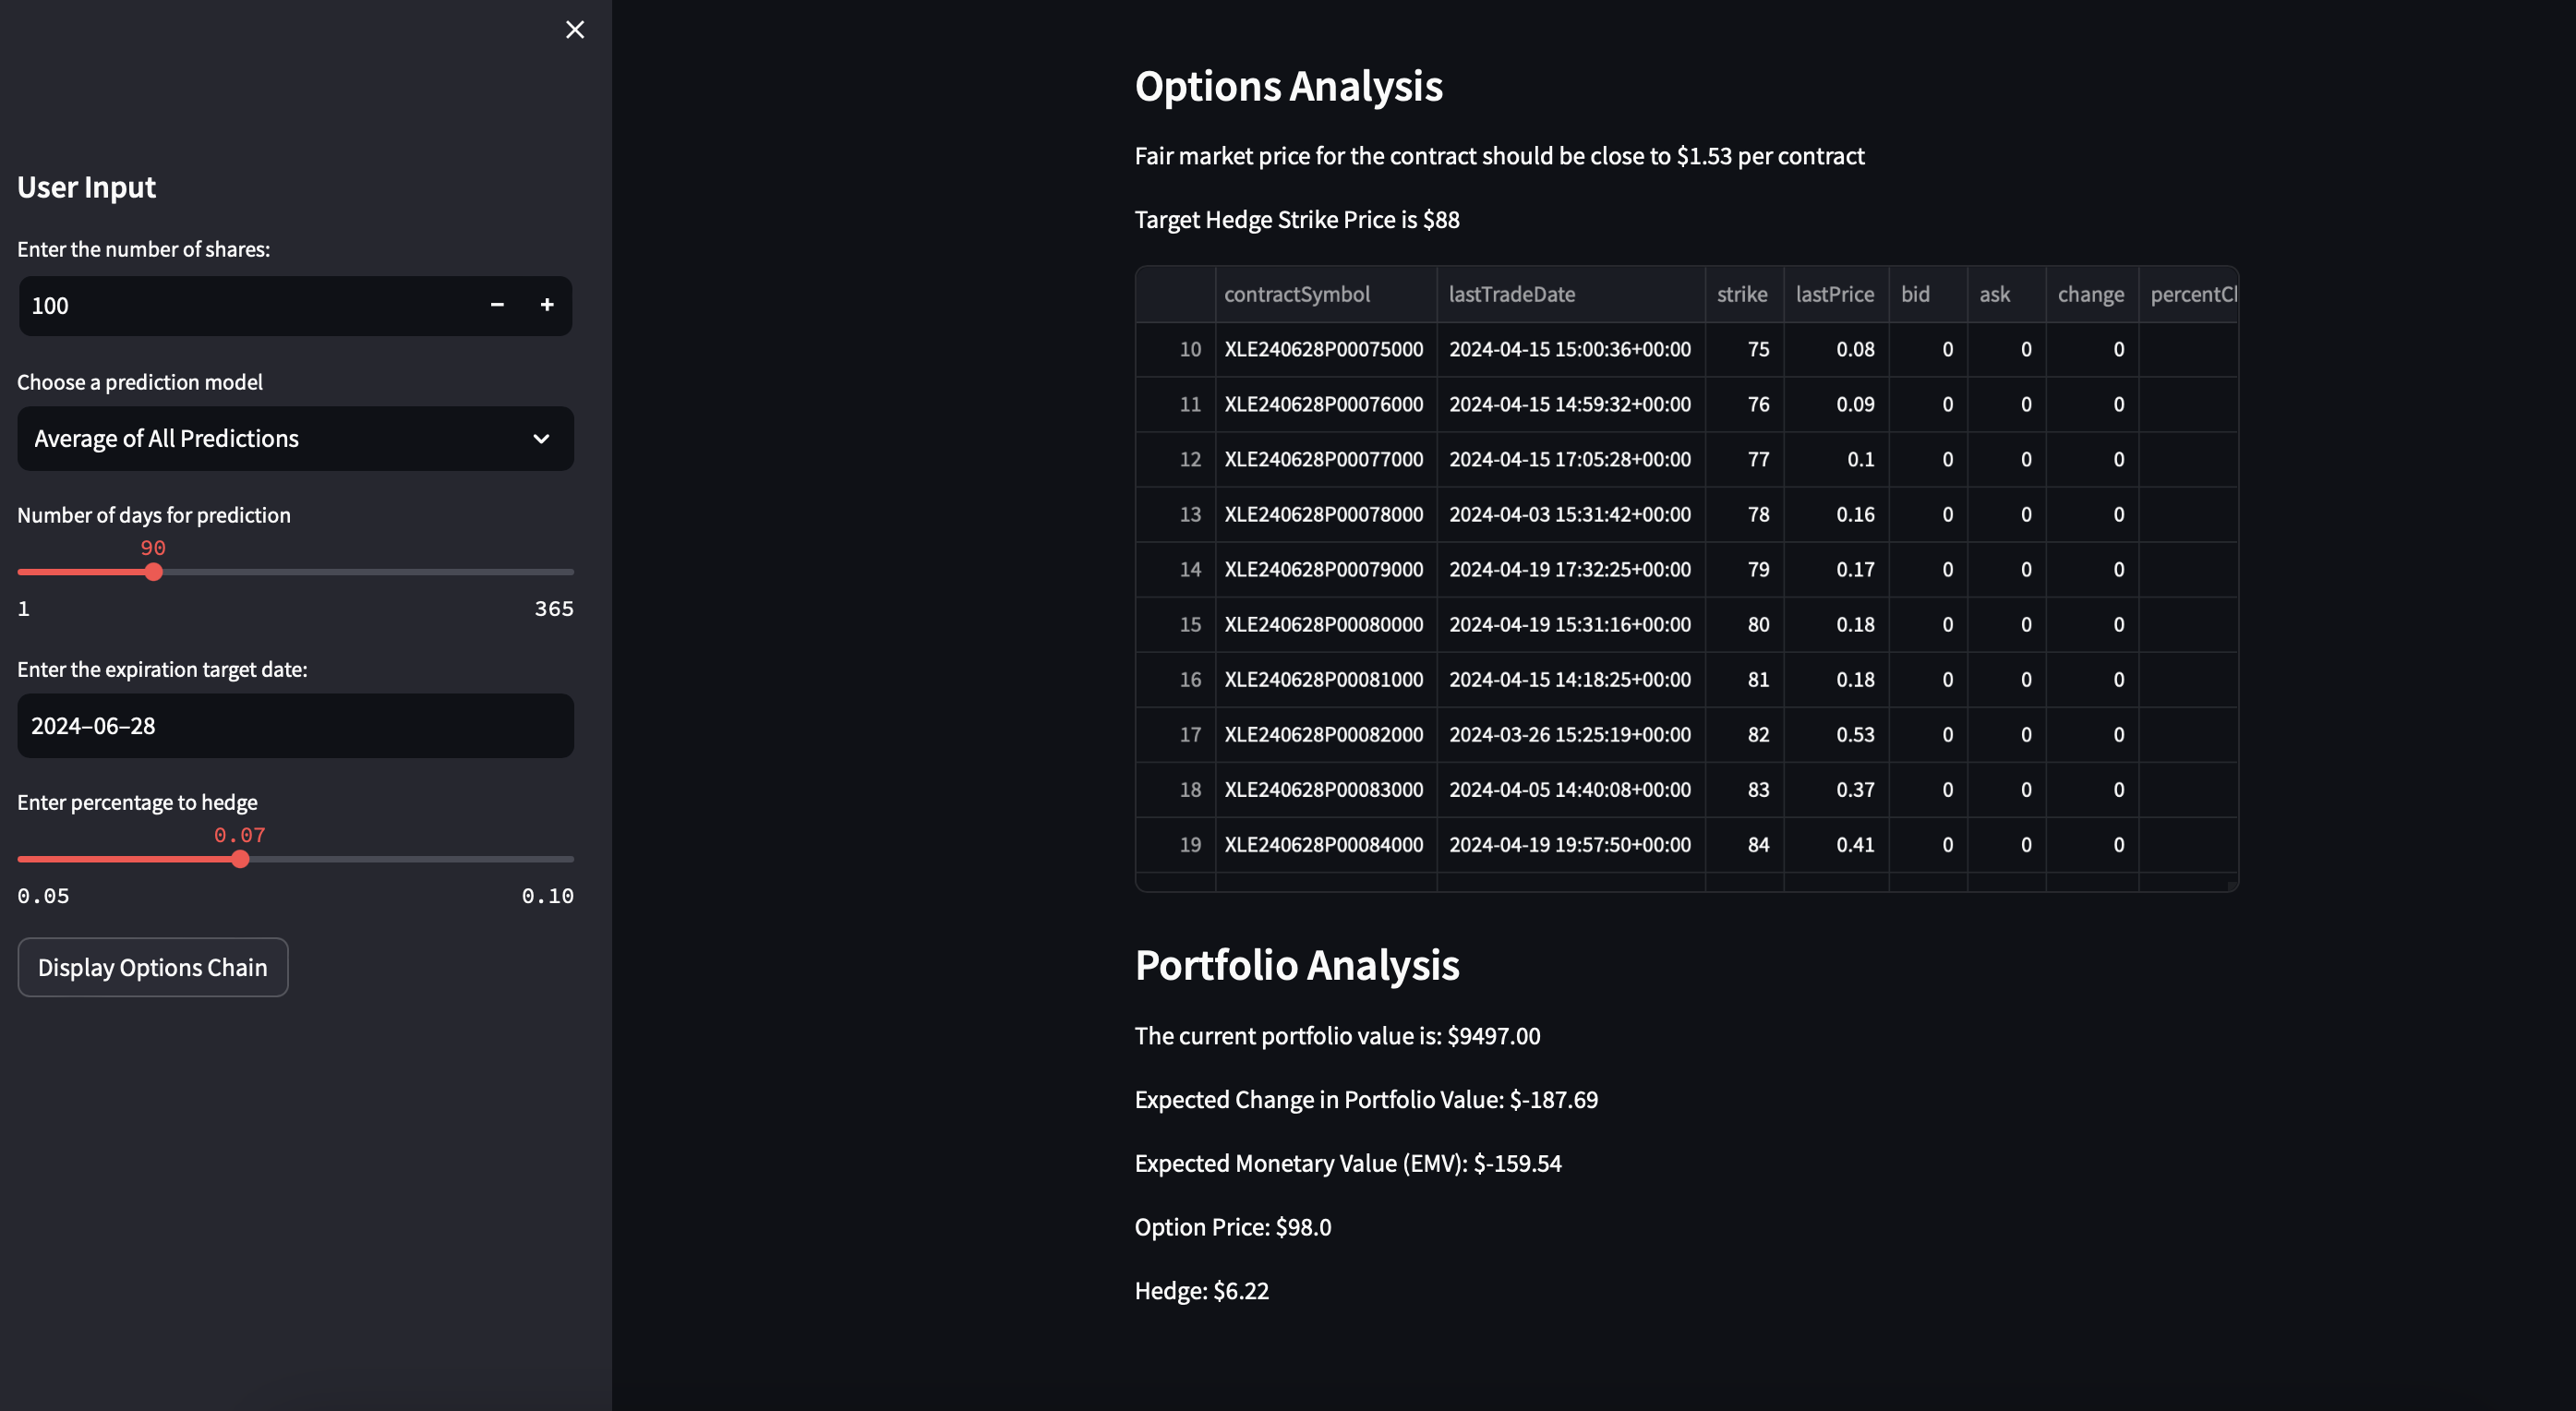 User Input
Enter the number of shares:
100
Choose a prediction model
Average of All Predictions
Number of days for prediction
90
1 365
Enter the expiration target date:
2024–06–28
Enter percentage to hedge
0.07
0.05 0.10
Display Options Chain
Options Analysis
Fair market price for the contract should be close to $1.53 per contract
Target Hedge Strike Price is $88
contractSymbol lastTradeDate strike lastPrice bid ask change percentCl
10 XLE240628P00075000 2024-04-15 15:00:36+00:00 75 0.08 0 0 0
11 XLE240628P00076000 2024-04-15 14:59:32+00:00 76 0.09 0 0 0
12 XLE240628P00077000 2024-04-15 17:05:28+00:00 77 0.1 0 0 0
13 XLE240628P00078000 2024-04-03 15:31:42+00:00 78 0.16 0 0 0
14 XLE240628P00079000 2024-04-19 17:32:25+00:00 79 0.17 0 0 0
15 XLE240628P00080000 2024-04-19 15:31:16+00:00 80 0.18 0 0 0
16 XLE240628P00081000 2024-04-15 14:18:25+00:00 81 0.18 0 0 0
17 XLE240628P00082000 2024-03-26 15:25:19+00:00 82 0.53 0 0 0
18 XLE240628P00083000 2024-04-05 14:40:08+00:00 83 0.37 0 0 0
19 XLE240628P00084000 2024-04-19 19:57:50+00:00 84 0.41 0 0 0
Portfolio Analysis
The current portfolio value is: $9497.00
Expected Change in Portfolio Value: $-187.69
Expected Monetary Value (EMV): $-159.54
Option Price: $98.0
Hedge: $6.22